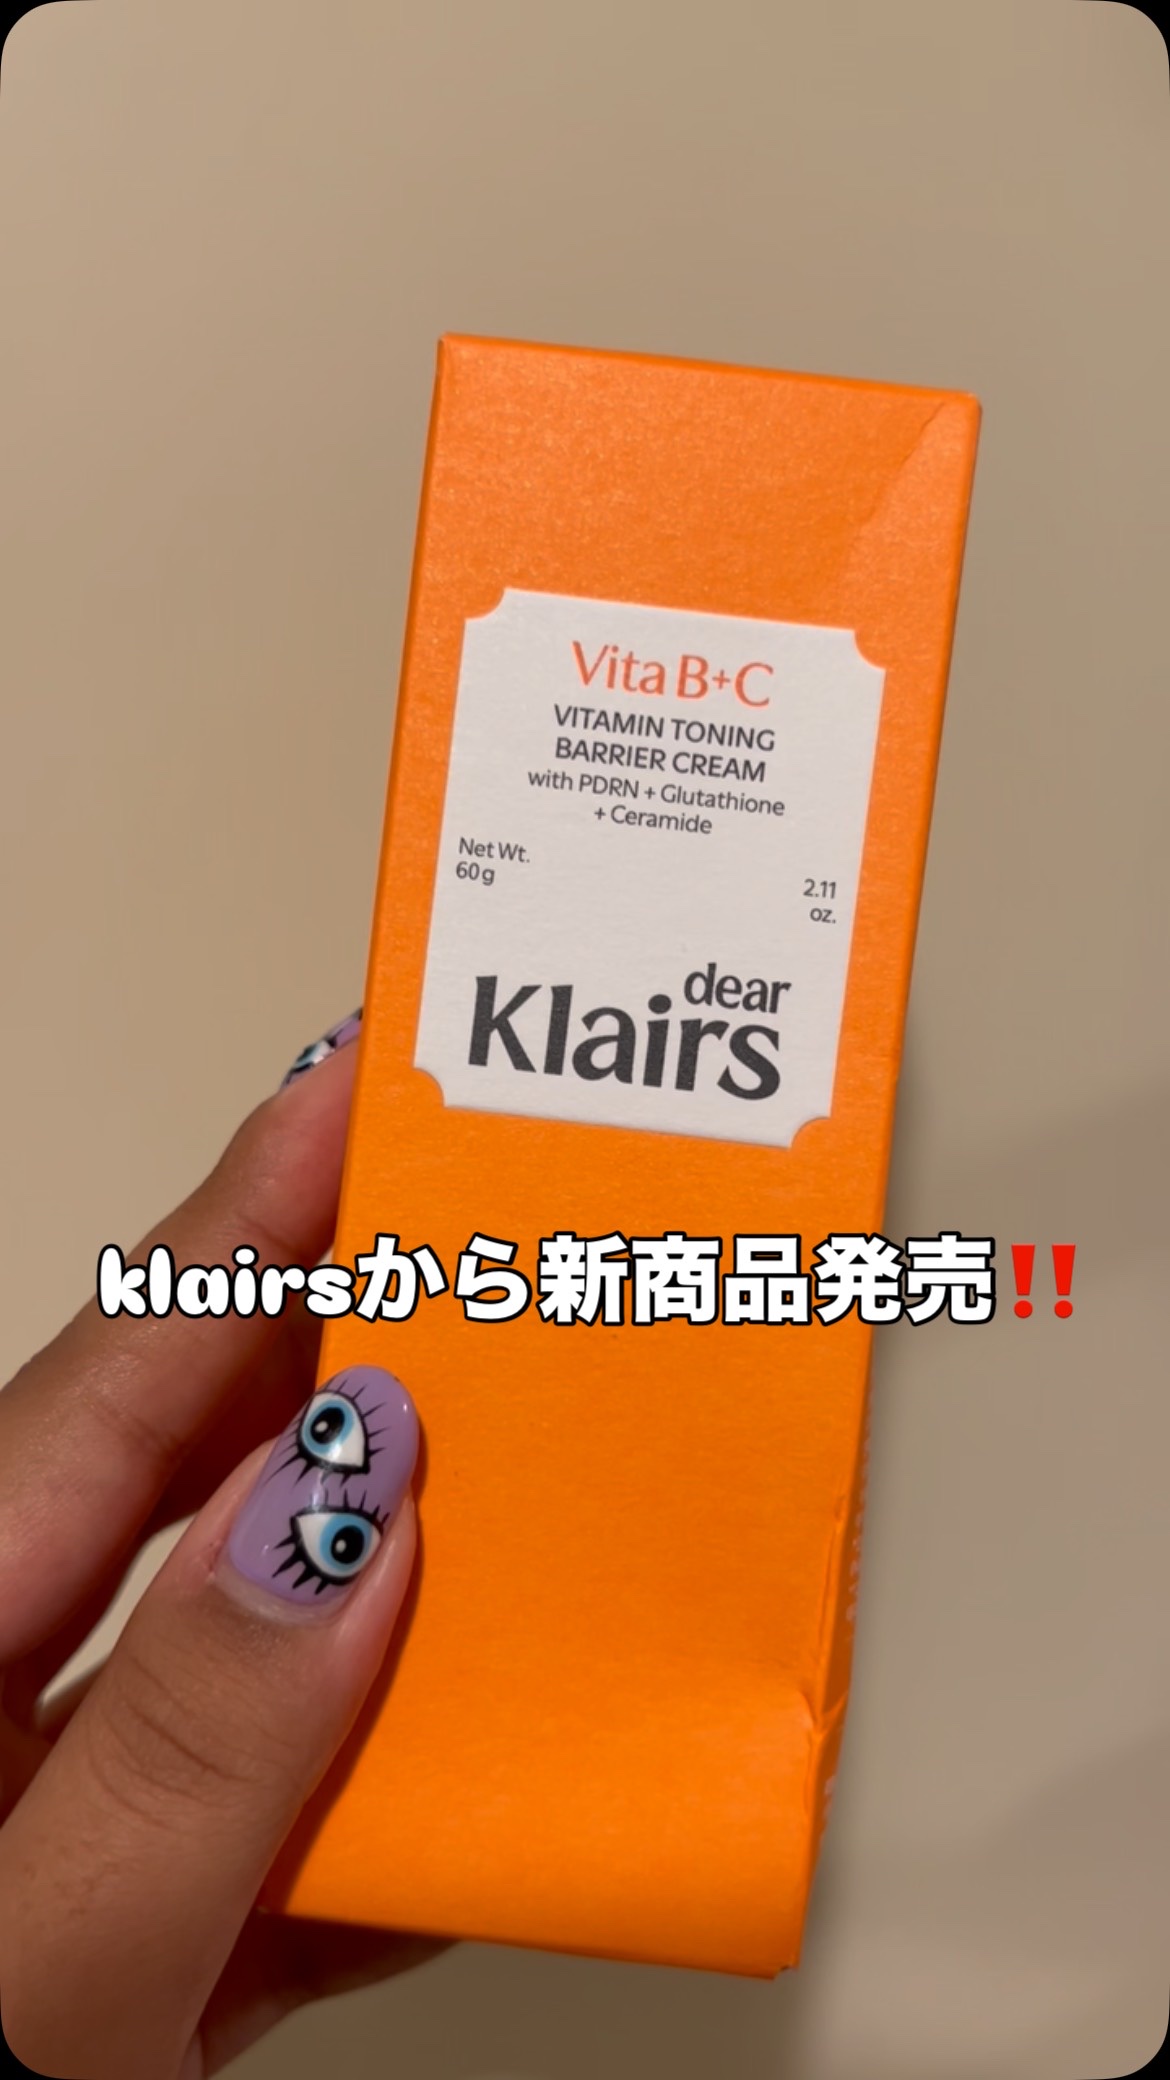 Vita B+C
VITAMIN TONING
BARRIER CREAM
with PDRN + Glutathione
+ Ceramide
Net Wt.
60g
2.11
oz.
dear
Klairs
klairsから新商品発売‼️